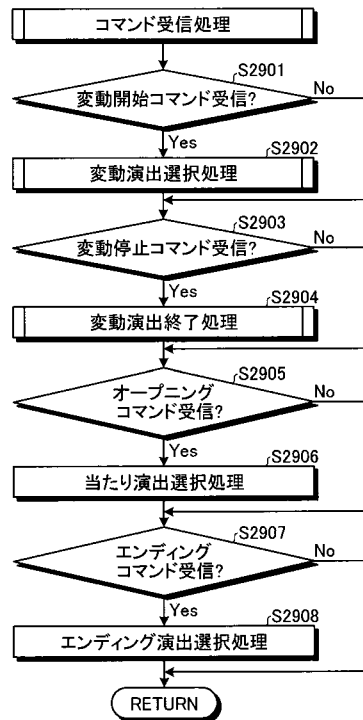 コマンド受信処理
S2901
変動開始コマンド受信?
No
Yes
S2902
変動演出選択処理
S2903
変動停止コマンド受信?
No
Yes
S2904
変動演出終了処理
S2905
オープニング
コマンド受信?
No
Yes
S2906
当たり演出選択処理
S2907
エンディング
コマンド受信?
No
Yes
S2908
エンディング演出選択処理
RETURN